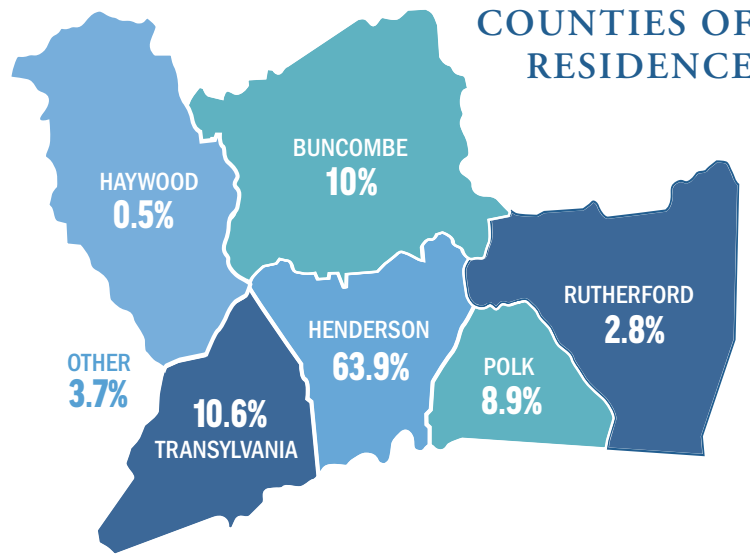 COUNTIES OF
RESIDENCE
BUNCOMBE
10%
HAYWOOD
0.5%
RUTHERFORD
2.8%
HENDERSON
63.9%
POLK
8.9%
OTHER
3.7%
10.6%
TRANSYLVANIA